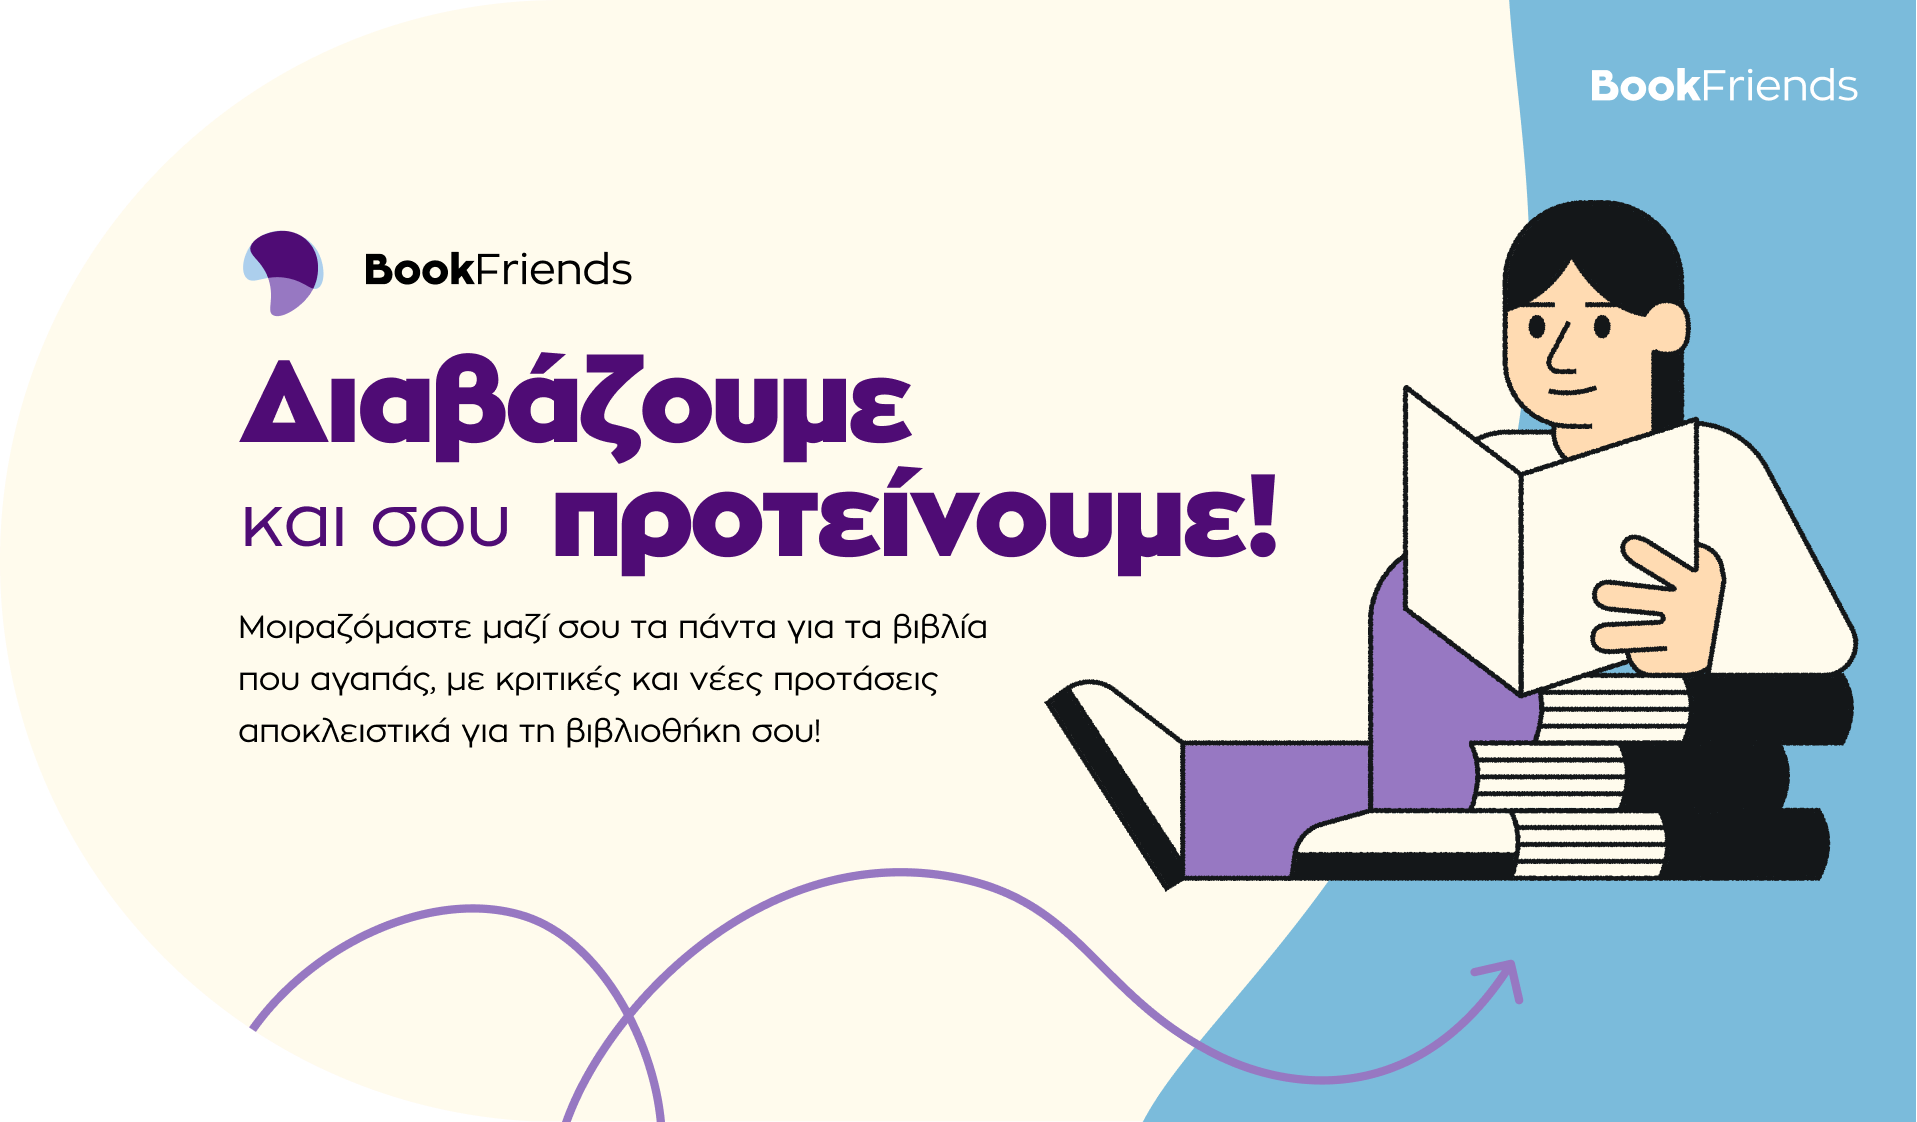 BookFriends
BookFriends
Διαβάζουμε
και σου προτείνουμε!
Μοιραζόμαστε μαζί σου τα πάντα για τα βιβλία
που αγαπάς, με κριτικές και νέες προτάσεις
αποκλειστικά για τη βιβλιοθήκη σου!